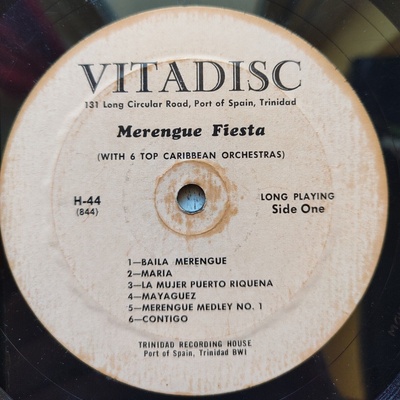 VITADISC
131 Long Circular Road, Port of Spain, Trinidad
Merengue Fiesta
(WITH 6 TOP CARIBBEAN ORCHESTRAS)
H-44
(844)
LONG PLAYING
Side One
1—BAILA MERENGUE
2—MARIA
3—LA MUJER PUERTO RIQUENA
4—MAYAGUEZ
5—MERENGUE MEDLEY NO. 1
6—CONTIGO
TRINIDAD RECORDING HOUSE
Port of Spain, Trinidad BWI